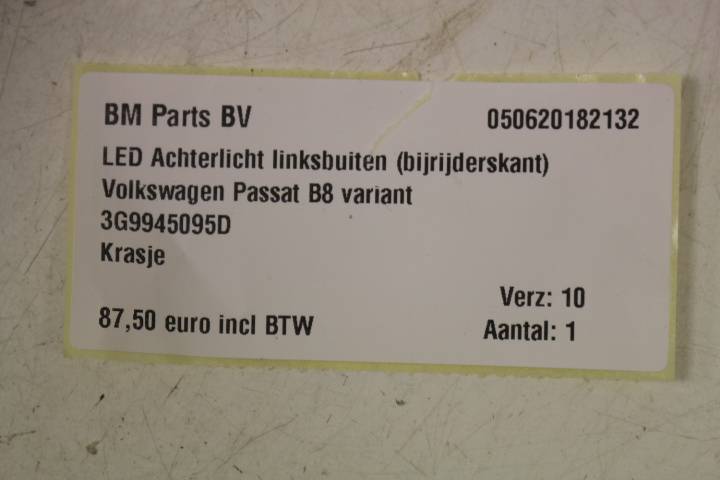 BM Parts BV 050620182132
LED Achterlicht linksbuiten (bijrijderskant)
Volkswagen Passat B8 variant
3G9945095D
Krasje
Verz: 10
87,50 euro incl BTW Aantal: 1